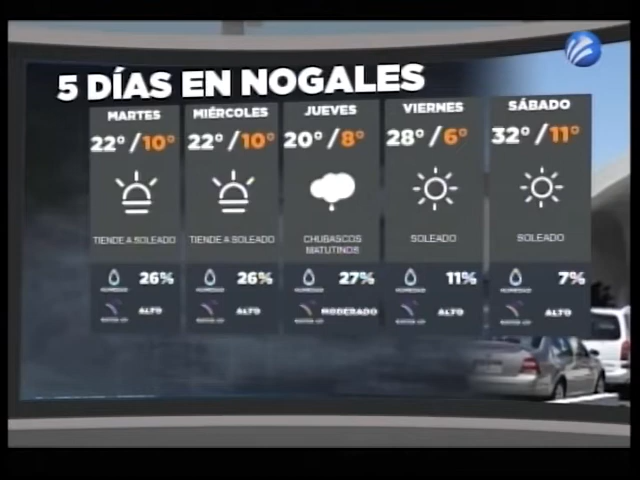 5 DÍAS EN NOGALES
MARTES
22°/10°
TIENDE A SOLEADO
26%
ALTO
MIÉRCOLES
22°/10°
TIENDE A SOLEADO
26%
ALTO
JUEVES
20°/8°
CHUBASCOS
MATUTINOS
27%
MODERADO
VIERNES
28°/6°
SOLEADO
11%
ALTO
SÁBADO
32°/11°
SOLEADO
7%
ALTO